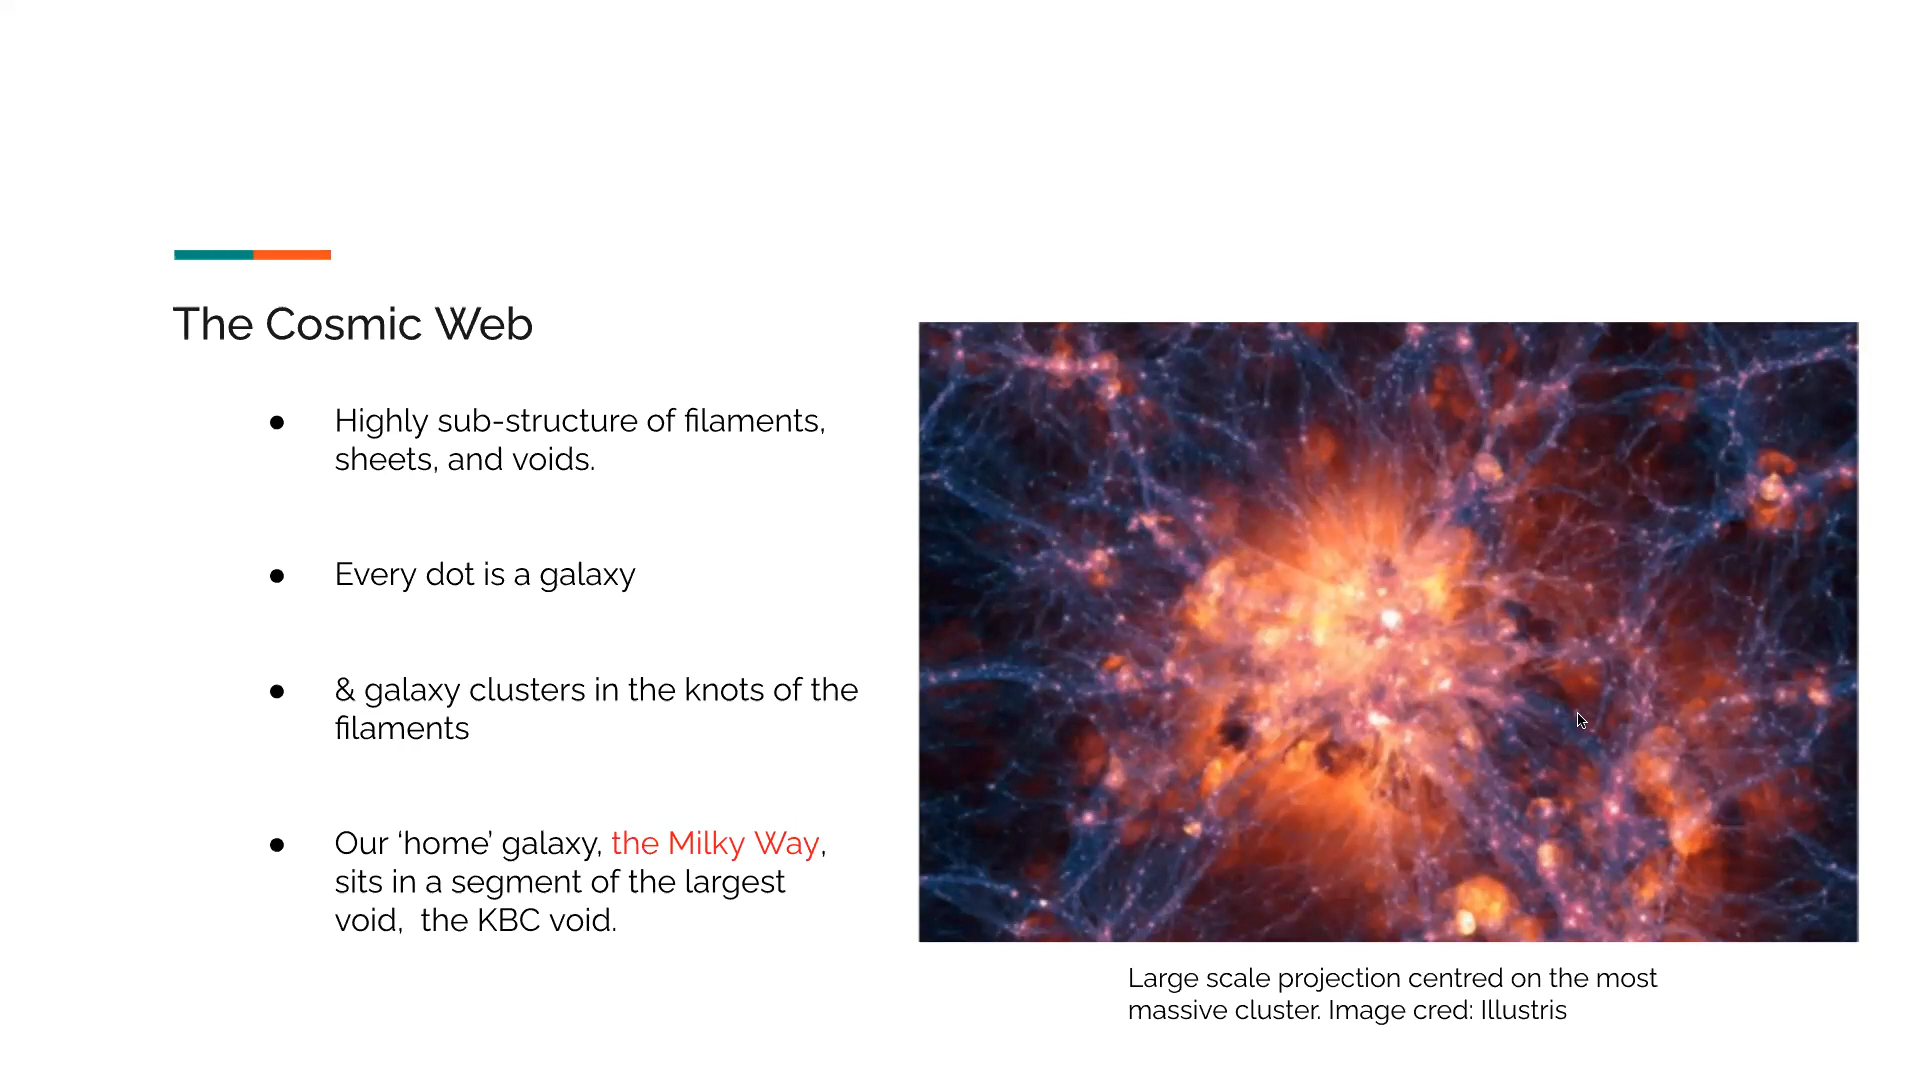 The Cosmic Web
● Highly sub-structure of filaments,
sheets, and voids.
● Every dot is a galaxy
● & galaxy clusters in the knots of the
filaments
● Our ‘home’ galaxy, the Milky Way,
sits in a segment of the largest
void,  the KBC void.
Large scale projection centred on the most
massive cluster. Image cred: Illustris